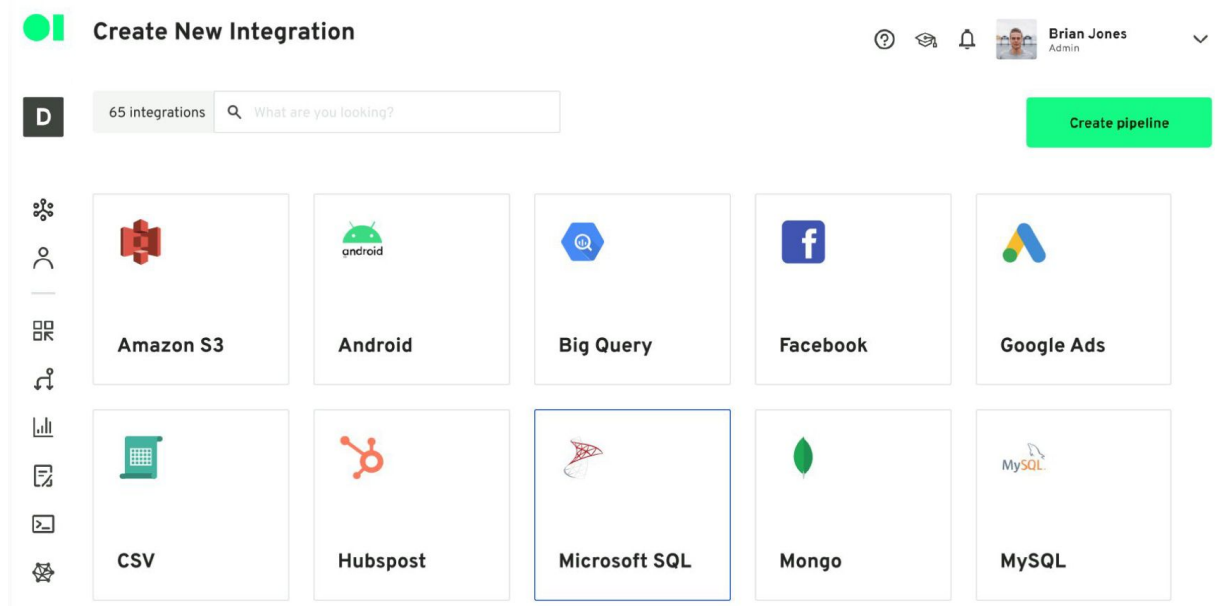 Create New Integration
Brian Jones
Admin
D
65 integrations
What are you looking?
Create pipeline
android
Amazon S3
Android
Big Query
Facebook
Google Ads
MySQL
CSV
Hubspost
Microsoft SQL
Mongo
MySQL